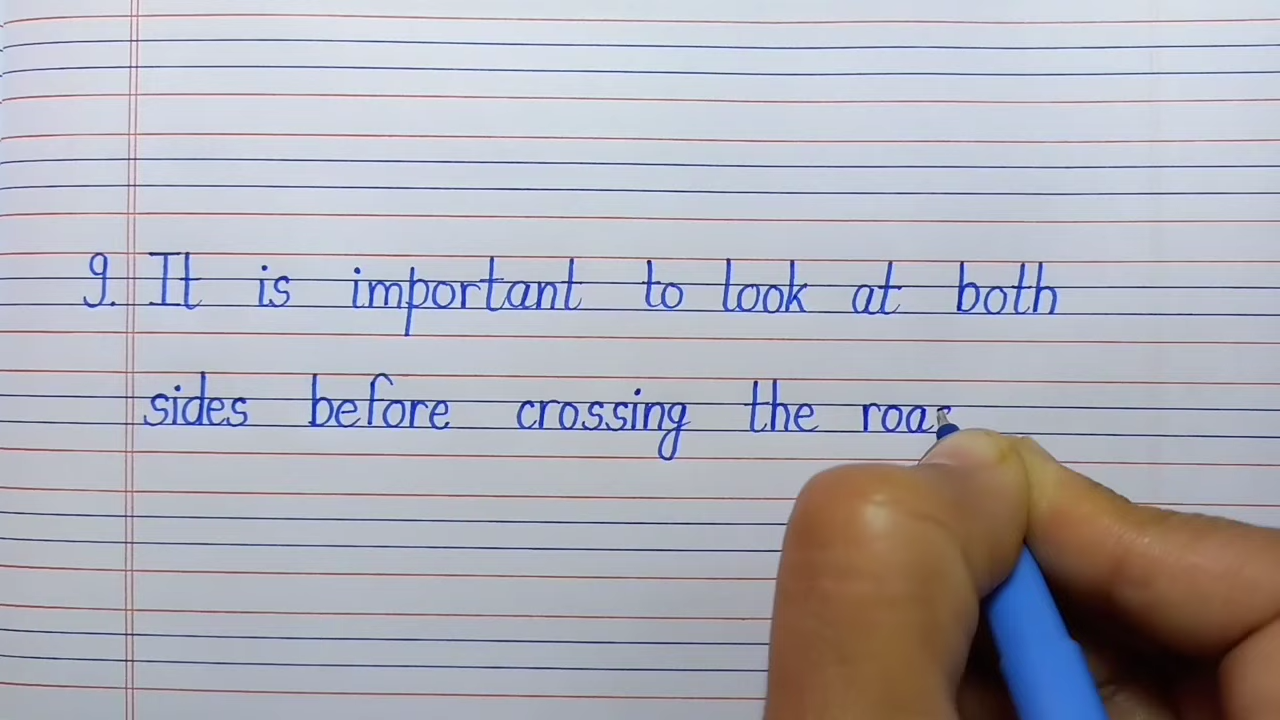 9. It is important to look at both
sides before crossing the roa